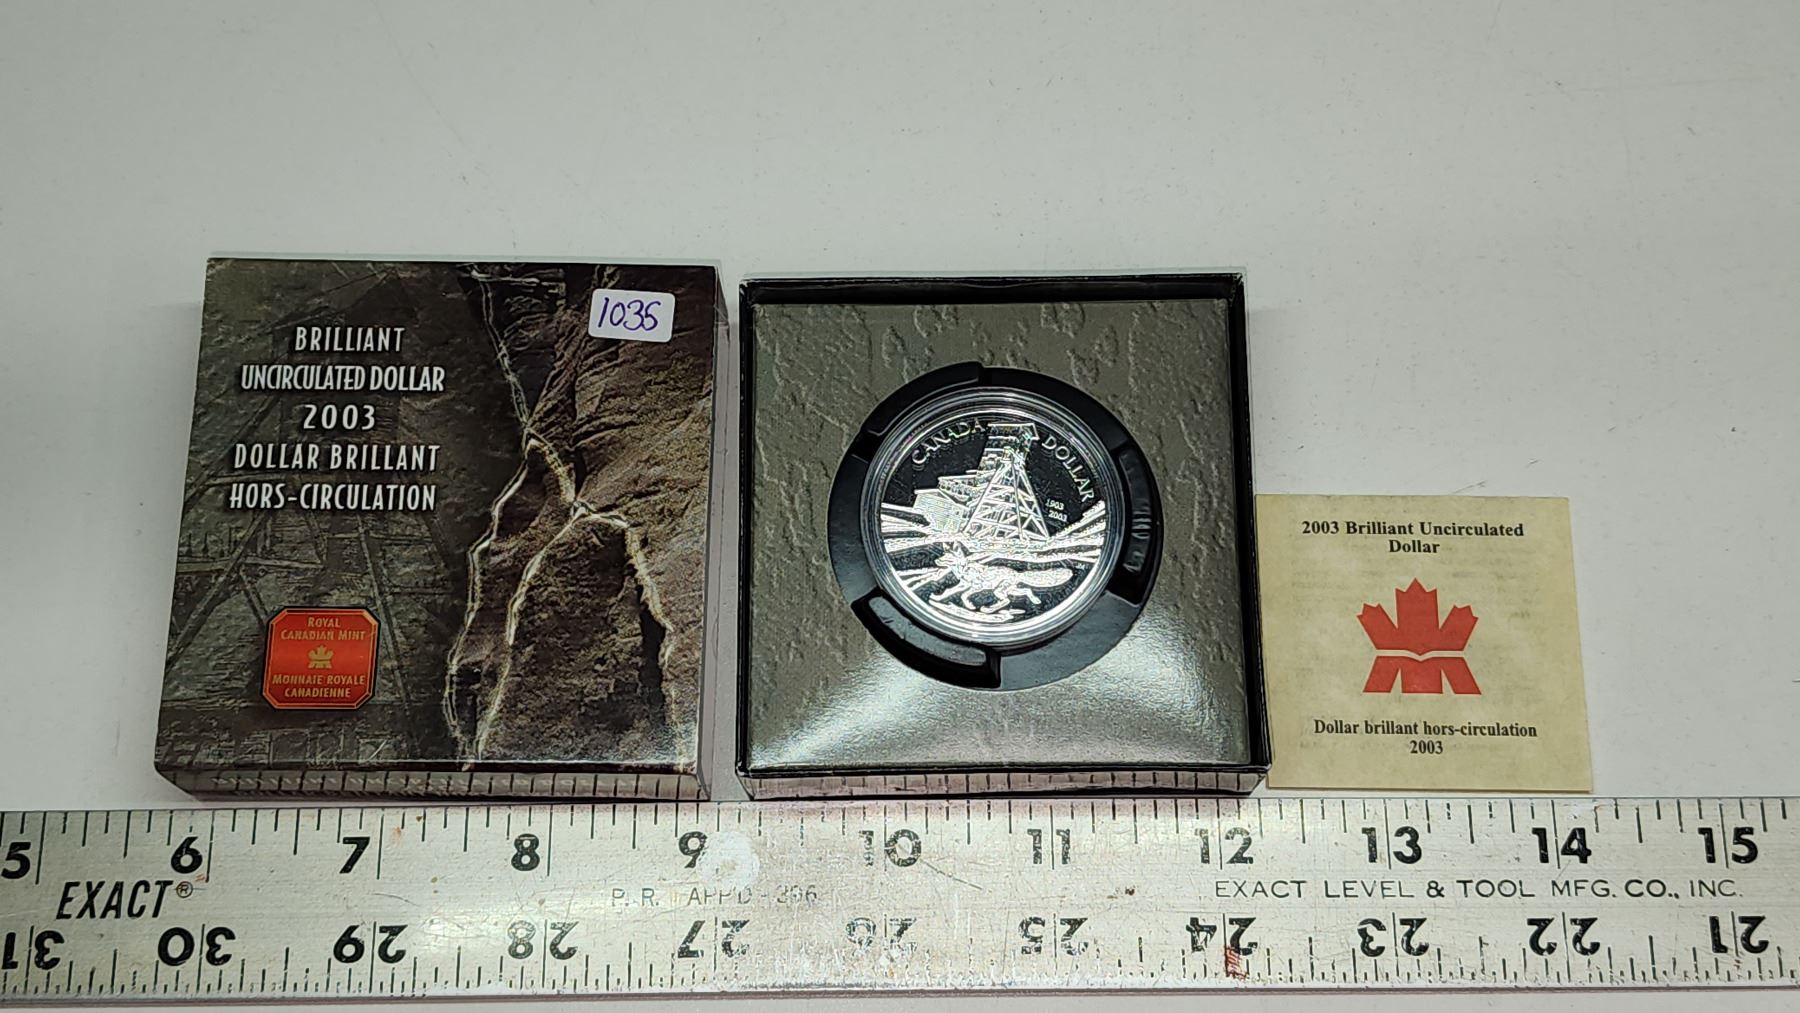 1035
BRILLIANT
UNCIRCULATED DOLLAR
2003
DOLLAR BRILLANT
HORS-CIRCULATION
ROYAL
CANADIAN MINT
MONNAIE ROYALE
CANADIENNE
CANADA DOLLAR
1903
2003
2003 Brilliant Uncirculated
Dollar
Dollar brillant hors-circulation
2003
5 6 7 8 9 10 11 12 13 14 15
EXACT® P. R. APP'D - 396 EXACT LEVEL & TOOL MFG. CO., INC.
31 30 29 28 27 26 25 24 23 22 21